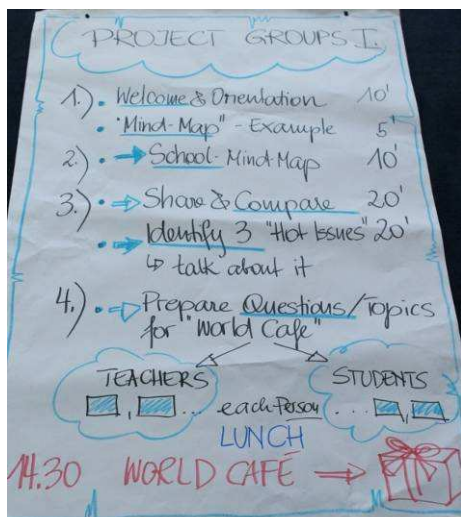 PROJECT GROUPS I.
1.) • Welcome & Orientation 10'
• "Mind-Map" - Example 5'
2.) • → School-Mind Map 10'
3.) • ⇨ Share & Compare 20'
• → Identify 3 "Hot Issues" 20'
↳ talk about it
4.) • ⇨ Prepare Questions/Topics
for "World Café"
TEACHERS STUDENTS
, ... each Person ... ,
LUNCH
14.30 WORLD CAFÉ →